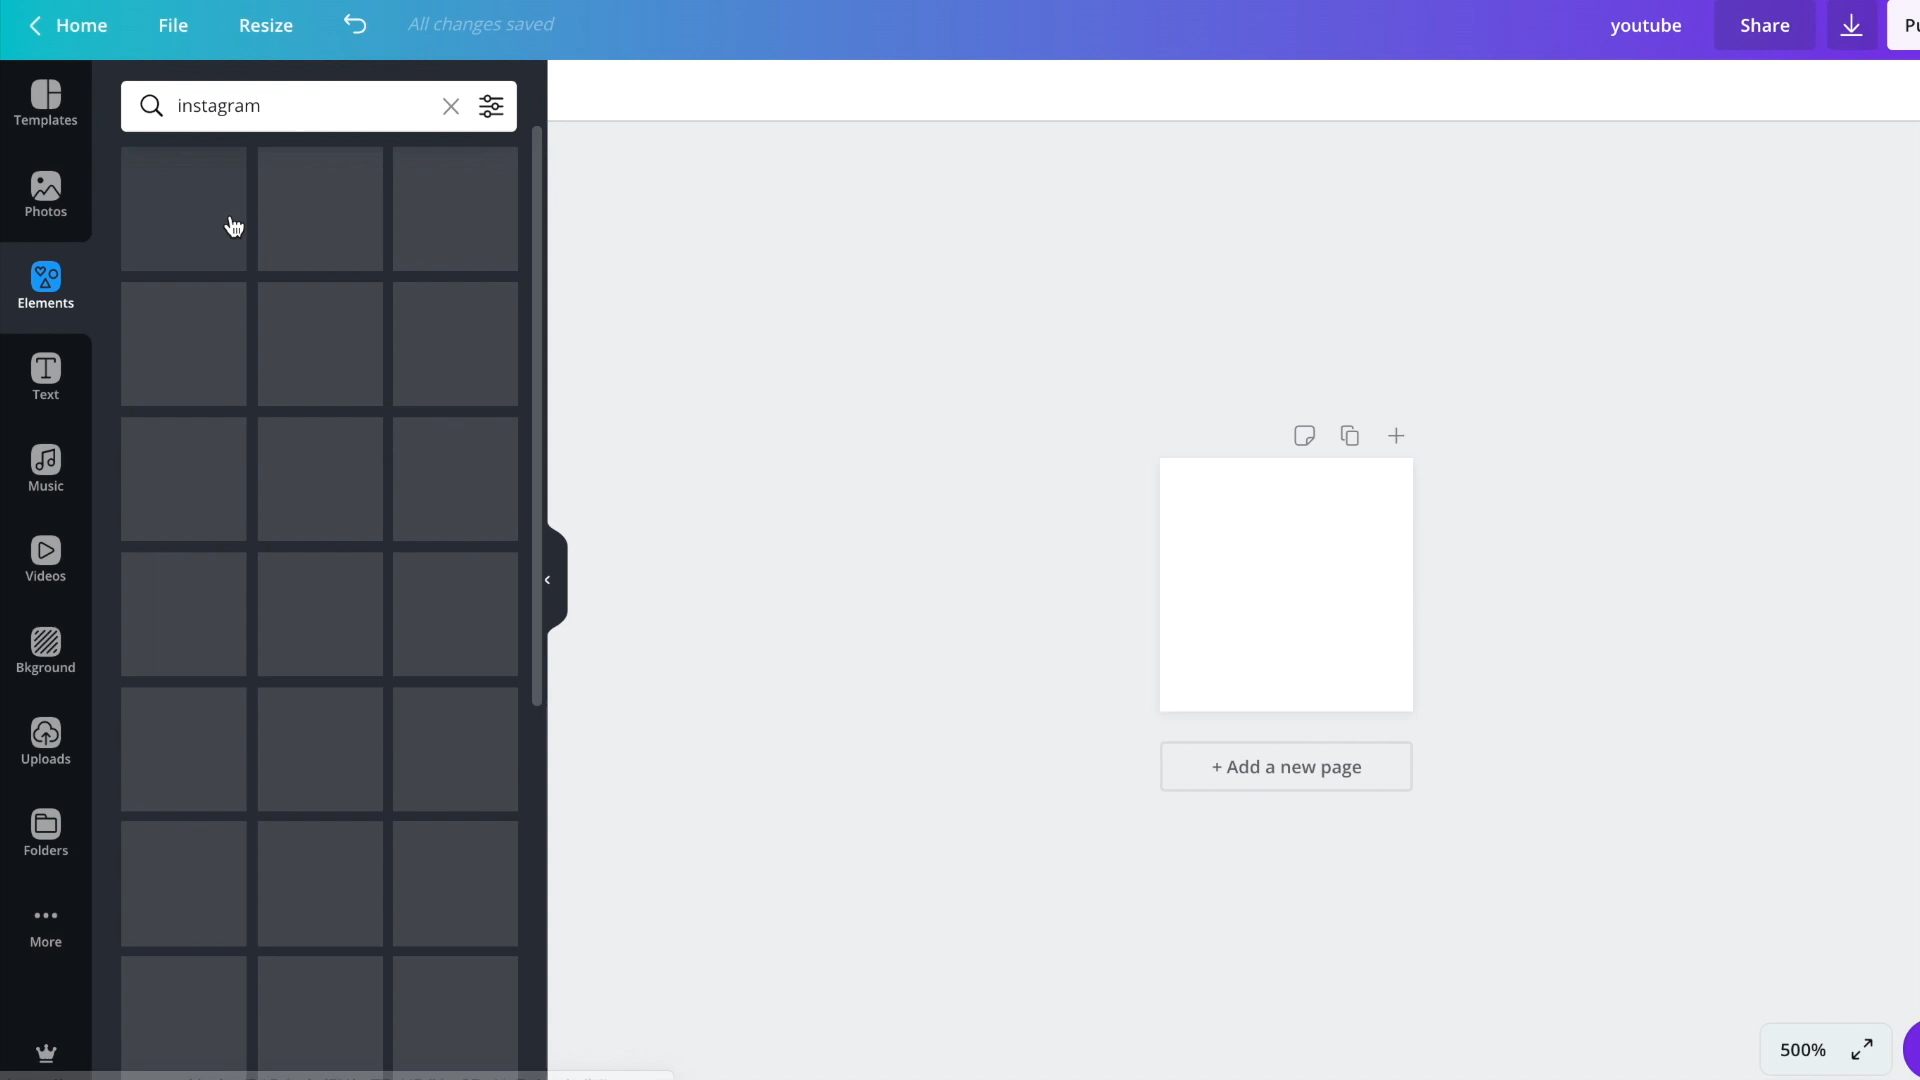 Home
File
Resize
All changes saved
youtube
Share
instagram
Templates
Photos
Elements
Text
Music
Videos
Bkground
Uploads
Folders
More
+ Add a new page
500%